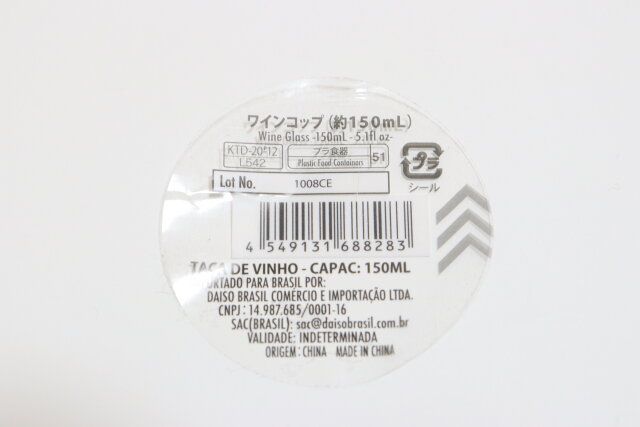 ワインコップ (約150mL)
Wine Glass -150mL - 5.1fl oz-
L542
プラ食器
Plastic Food Containers
51
プラ
シール
Lot No. 1008CE
4 549131 688283
TAÇA DE VINHO - CAPAC: 150ML
ORTADO PARA BRASIL POR:
DAISO BRASIL COMÉRCIO E IMPORTAÇÃO LTDA.
CNPJ: 14.987.685/0001-16
SAC(BRASIL): sac@daisobrasil.com.br
VALIDADE: INDETERMINADA
ORIGEM: CHINA MADE IN CHINA